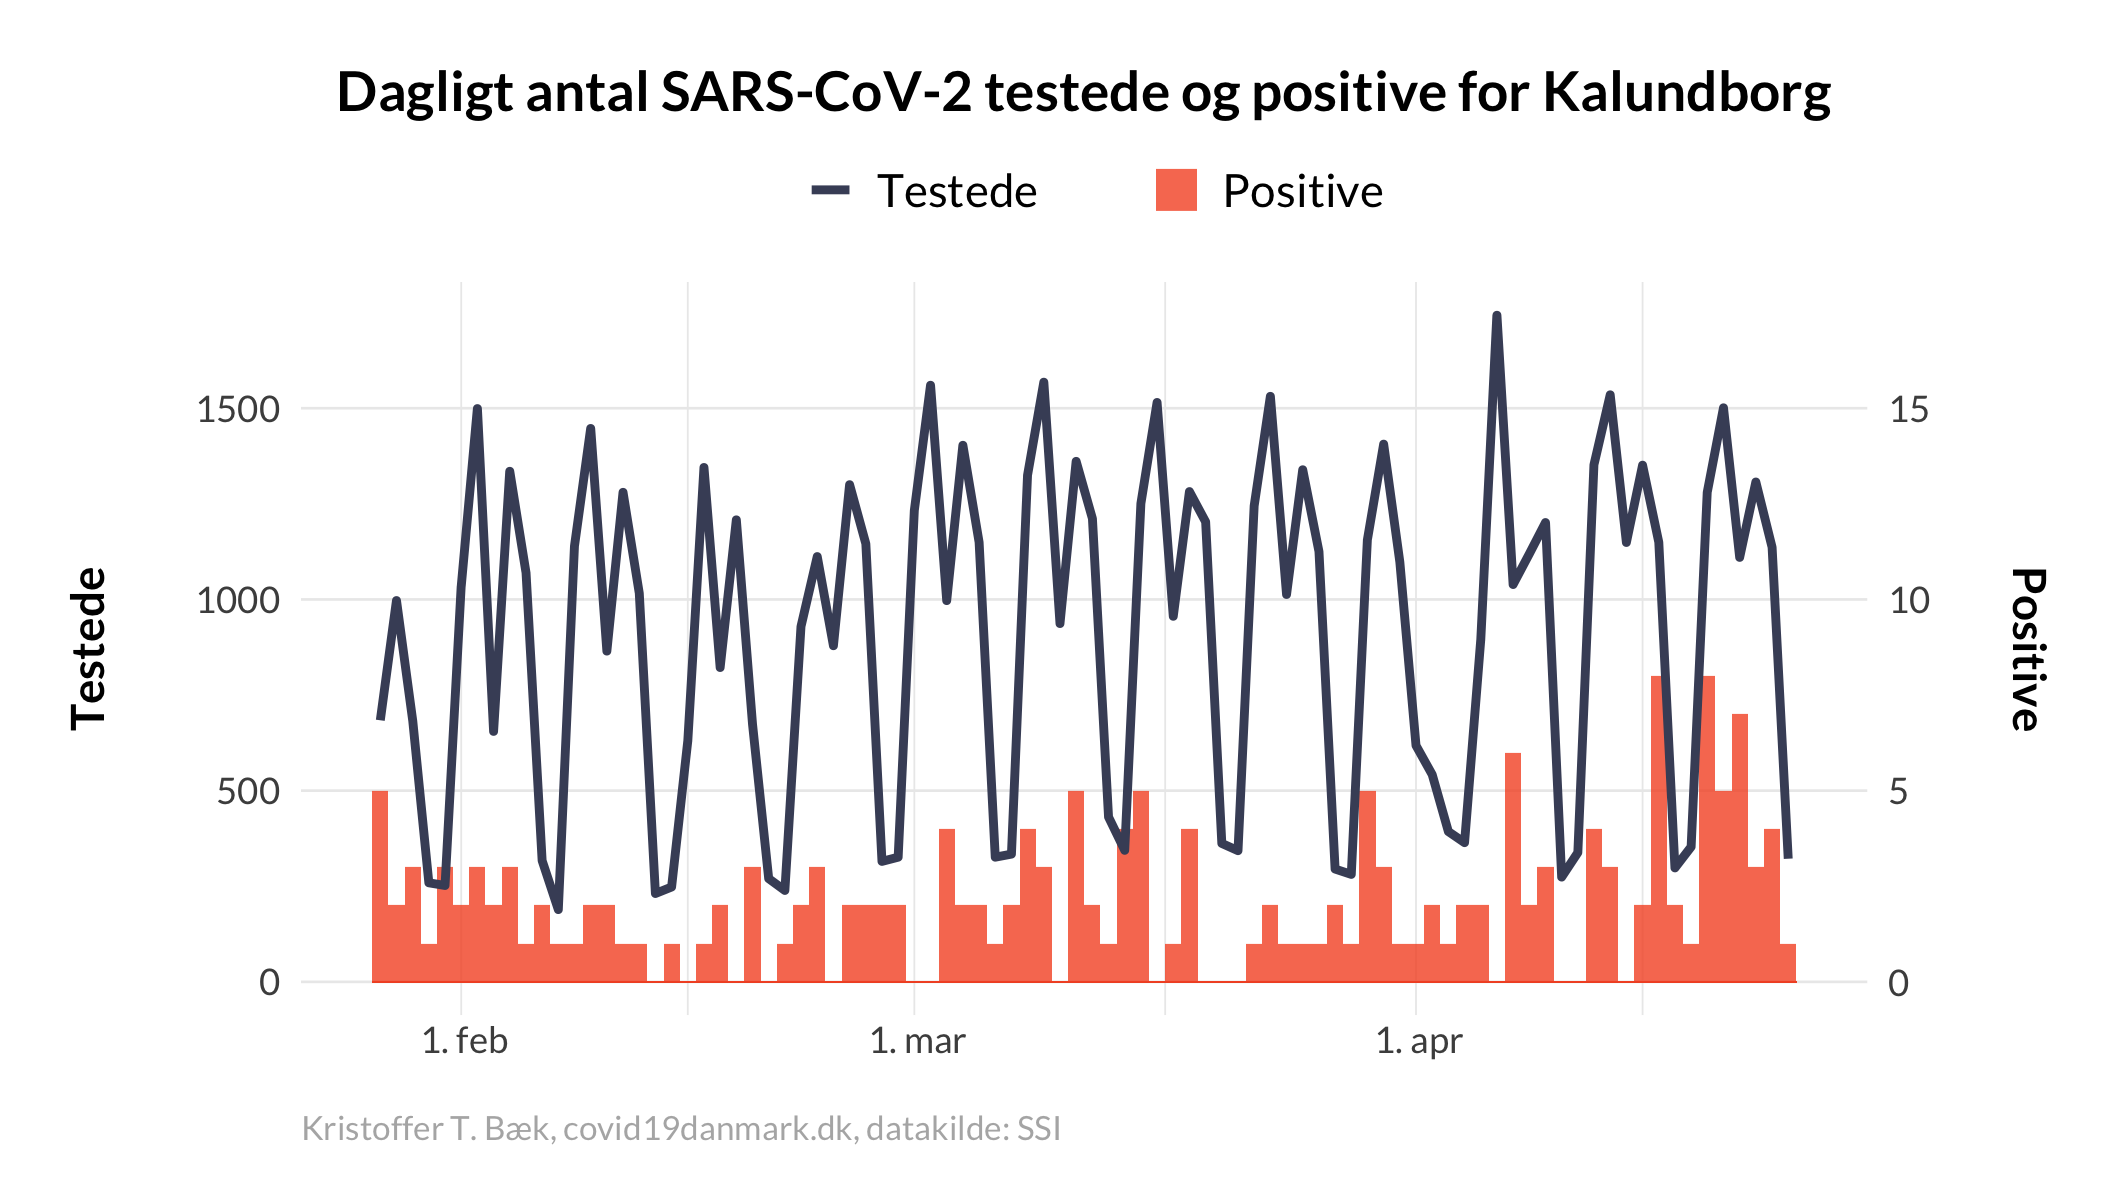 Dagligt antal SARS-CoV-2 testede og positive for Kalundborg
Testede
Positive
1500
1000
500
0
15
10
5
0
Testede
Positive
1. feb
1. mar
1. apr
Kristoffer T. Bæk, covid19danmark.dk, datakilde: SSI